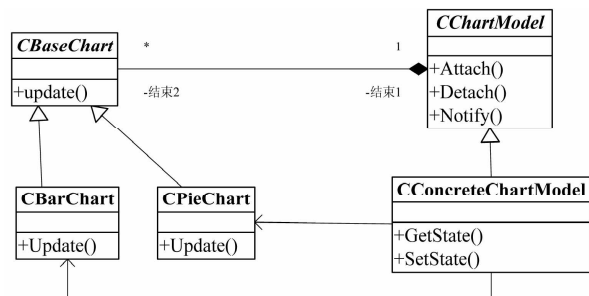 CBaseChart
+update()
*
1
-结束2
-结束1
CChartModel
+Attach()
+Detach()
+Notify()
CBarChart
+Update()
CPieChart
+Update()
CConcreteChartModel
+GetState()
+SetState()